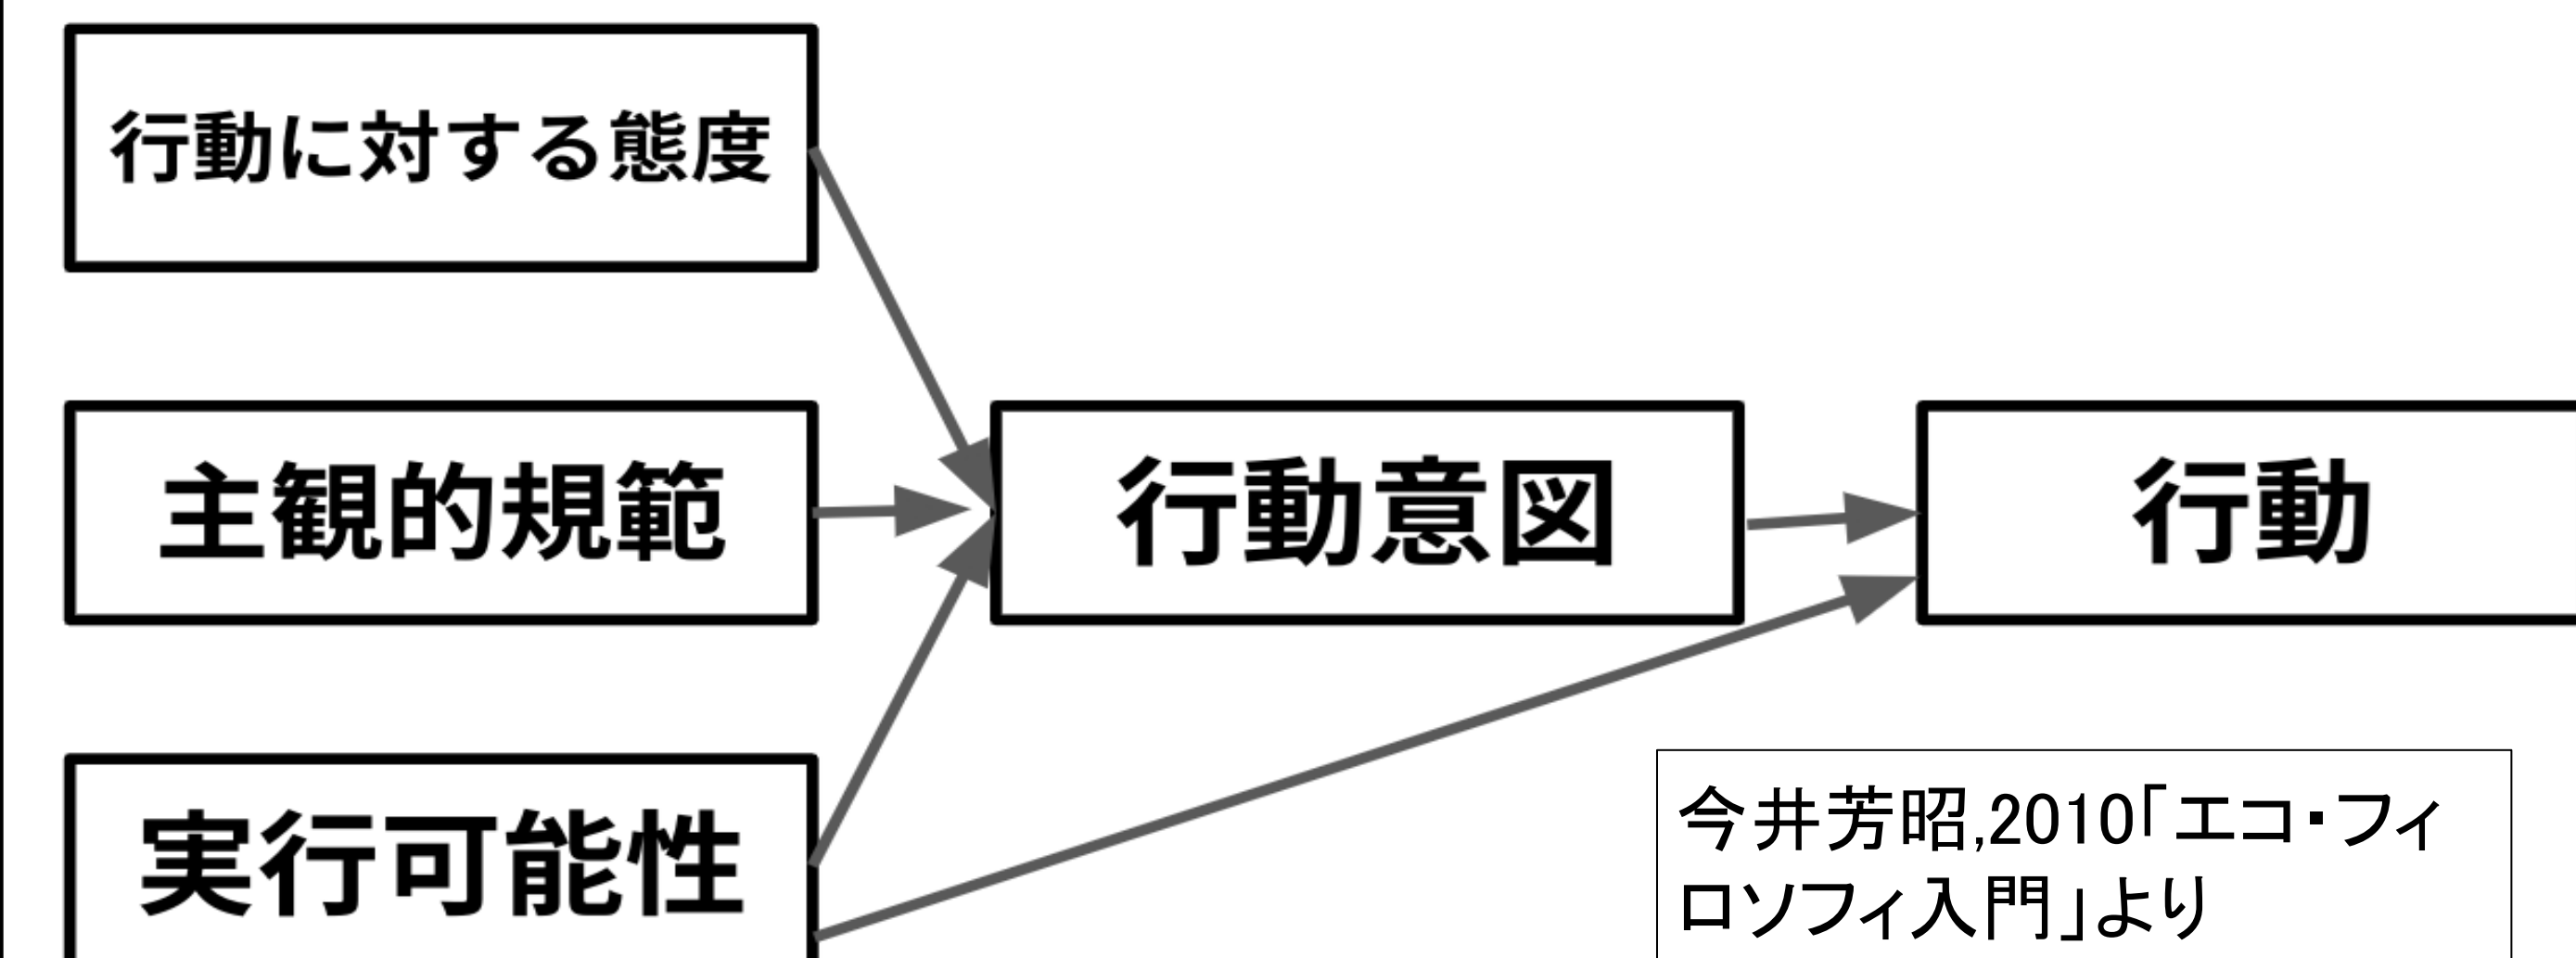 行動に対する態度
主観的規範
行動意図
行動
実行可能性
今井芳昭,2010「エコ・フィ
ロソフィ入門」より